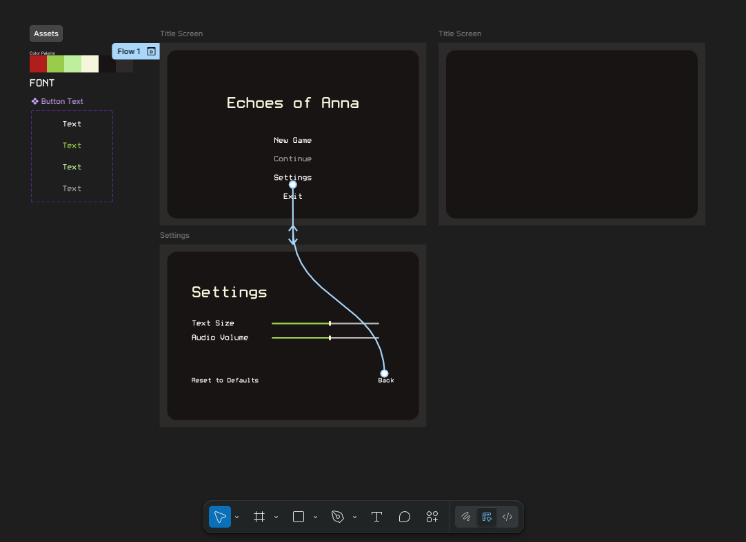 Assets
Color Palette
Flow 1
FONT
Button Text
Text
Text
Text
Text
Title Screen
Echoes of Anna
New Game
Continue
Settings
Exit
Title Screen
Settings
Settings
Text Size
Audio Volume
Reset to Defaults
Back